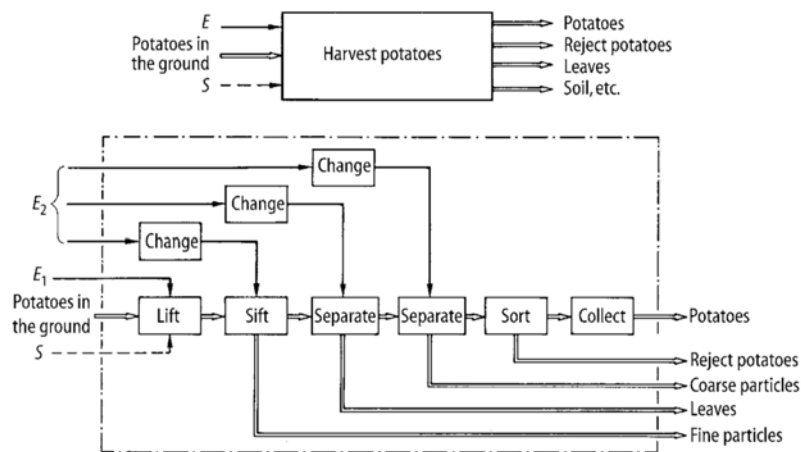 E
Potatoes in
the ground
S
Harvest potatoes
Potatoes
Reject potatoes
Leaves
Soil, etc.
Change
Change
E2
Change
E1
Potatoes in
the ground
S
Lift
Sift
Separate
Separate
Sort
Collect
Potatoes
Reject potatoes
Coarse particles
Leaves
Fine particles